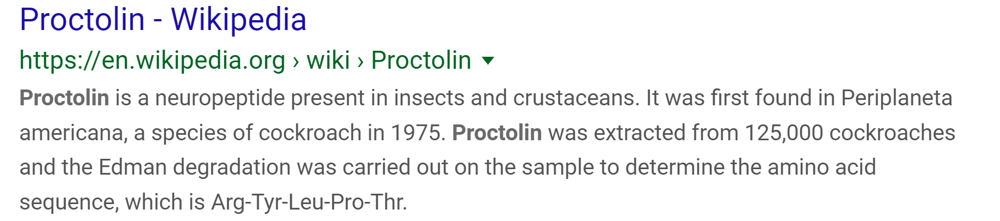 Proctolin - Wikipedia
https://en.wikipedia.org › wiki › Proctolin
Proctolin is a neuropeptide present in insects and crustaceans. It was first found in Periplaneta
americana, a species of cockroach in 1975. Proctolin was extracted from 125,000 cockroaches
and the Edman degradation was carried out on the sample to determine the amino acid
sequence, which is Arg-Tyr-Leu-Pro-Thr.